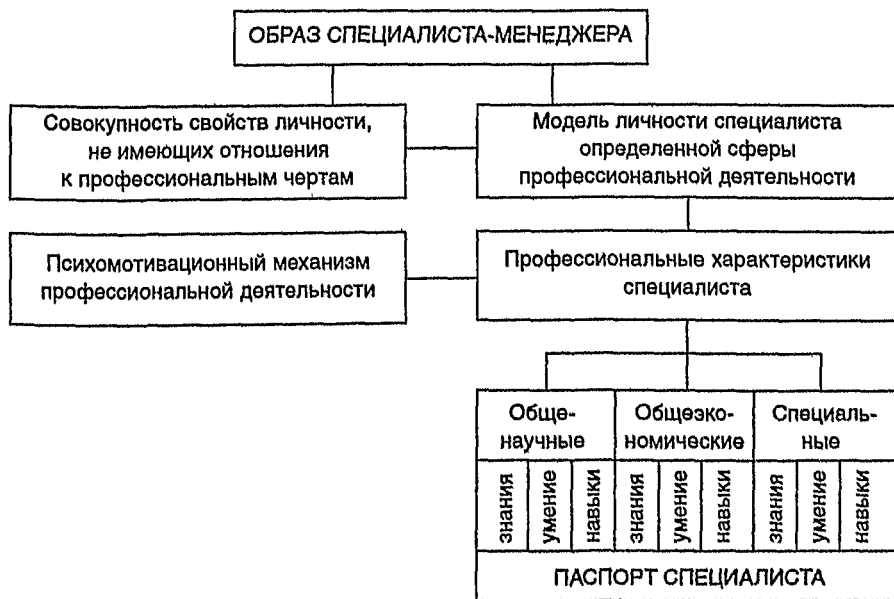 ОБРАЗ СПЕЦИАЛИСТА-МЕНЕДЖЕРА
Совокупность свойств личности,
не имеющих отношения
к профессиональным чертам
Модель личности специалиста
определенной сферы
профессиональной деятельности
Психомотивационный механизм
профессиональной деятельности
Профессиональные характеристики
специалиста
Обще-
научные
Общеэко-
номические
Специаль-
ные
знания
умение
навыки
знания
умение
навыки
знания
умение
навыки
ПАСПОРТ СПЕЦИАЛИСТА